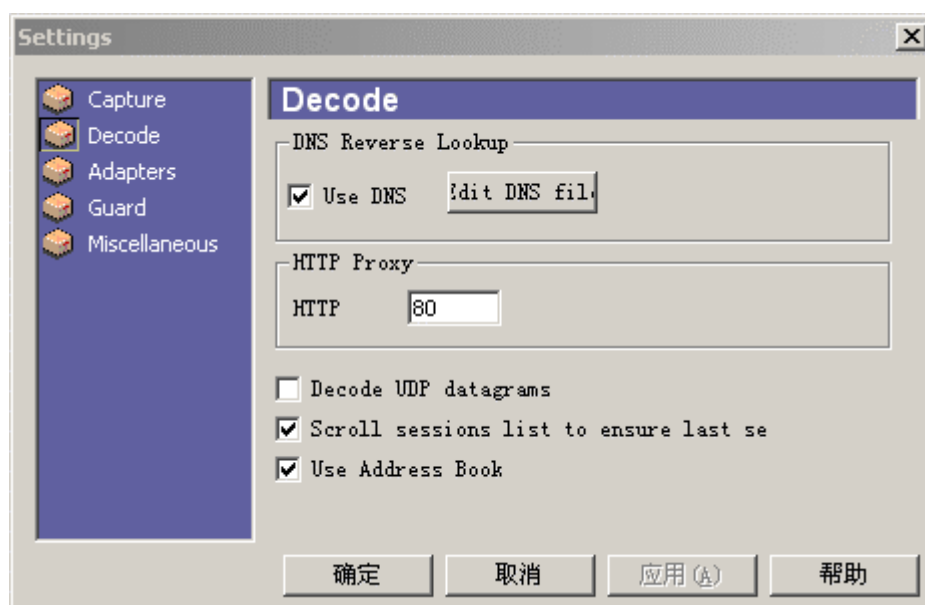 Settings
Capture
Decode
Adapters
Guard
Miscellaneous
Decode
DNS Reverse Lookup
Use DNS
dit DNS fil
HTTP Proxy
HTTP
80
Decode UDP datagrams
Scroll sessions list to ensure last se
Use Address Book
确定
取消
应用(A)
帮助